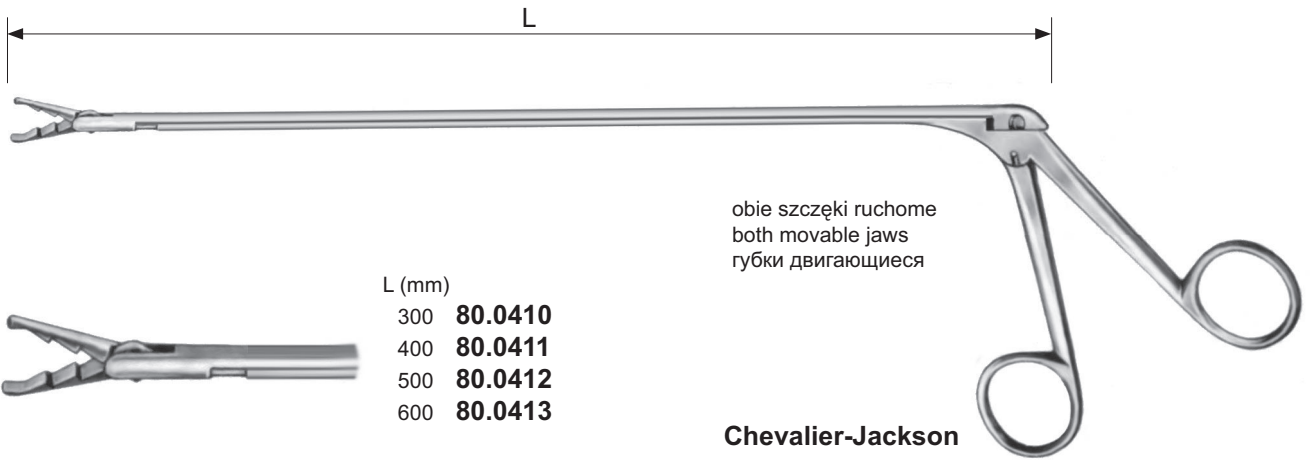 L
obie szczęki ruchome
both movable jaws
губки двигающиеся
L (mm)
300 80.0410
400 80.0411
500 80.0412
600 80.0413
Chevalier-Jackson